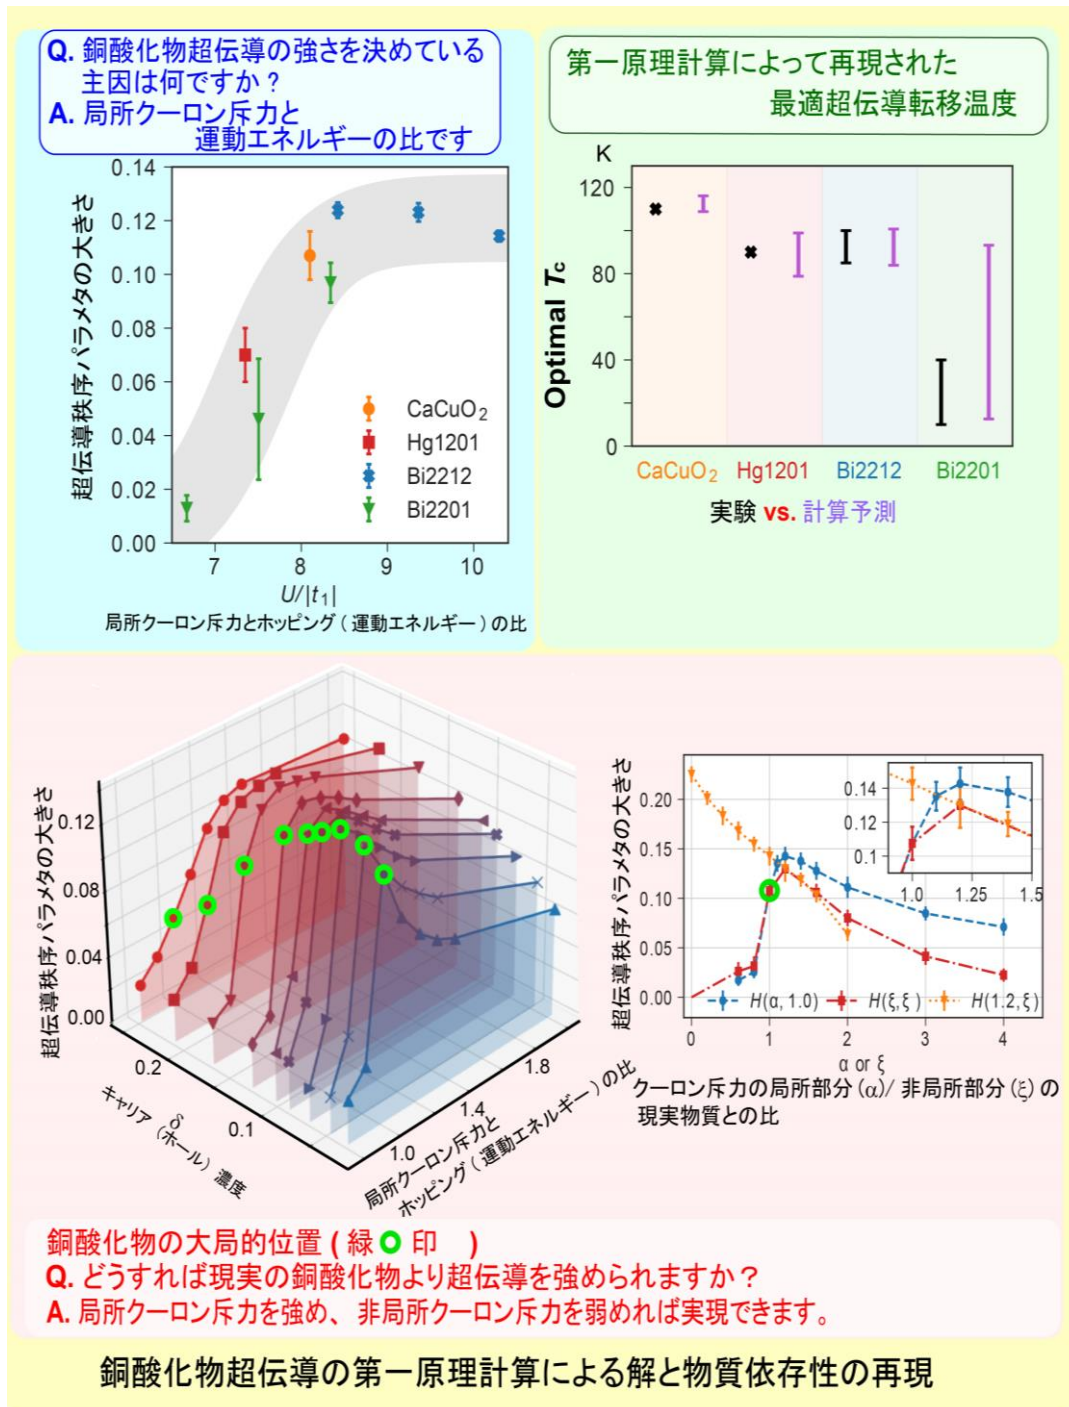 Q. 銅酸化物超伝導の強さを決めている
主因は何ですか？
A. 局所クーロン斥力と
運動エネルギーの比です
超伝導秩序パラメタの大きさ
0.14
0.12
0.10
0.08
0.06
0.04
0.02
0.00
7 8 9 10
U/|t1|
局所クーロン斥力とホッピング ( 運動エネルギー ) の比
CaCuO2
Hg1201
Bi2212
Bi2201
第一原理計算によって再現された
最適超伝導転移温度
K
Optimal Tc
120
80
40
0
CaCuO2 Hg1201 Bi2212 Bi2201
実験 vs. 計算予測
超伝導秩序パラメタの大きさ
0.12
0.08
0.04
0.00
0.2
0.1
δ
キャリア（ホール）濃度
1.0
1.4
1.8
局所クーロン斥力と
ホッピング ( 運動エネルギー ) の比
超伝導秩序パラメタの大きさ
0.20
0.15
0.10
0.05
0.00
0 1 2 3 4
0.14
0.12
0.1
1.0 1.25 1.5
H(α, 1.0) H(ξ,ξ ) H(1.2,ξ)
α or ξ
クーロン斥力の局所部分 (α)/ 非局所部分 (ξ) の
現実物質との比
銅酸化物の大局的位置 ( 緑 印 )
Q. どうすれば現実の銅酸化物より超伝導を強められますか？
A. 局所クーロン斥力を強め、非局所クーロン斥力を弱めれば実現できます。
銅酸化物超伝導の第一原理計算による解と物質依存性の再現